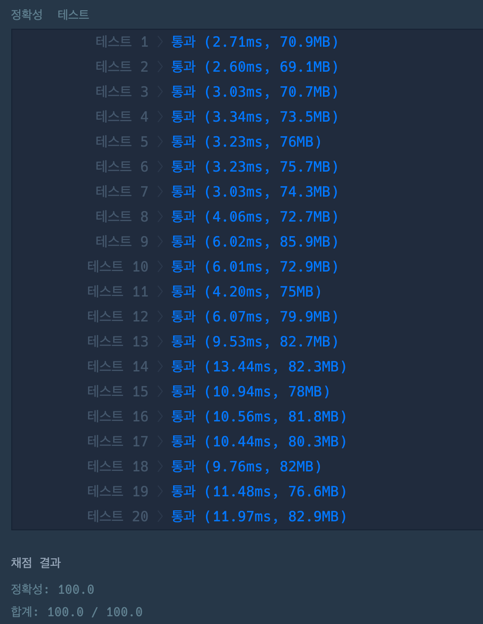 정확성  테스트
테스트 1 〉 통과 (2.71ms, 70.9MB)
테스트 2 〉 통과 (2.60ms, 69.1MB)
테스트 3 〉 통과 (3.03ms, 70.7MB)
테스트 4 〉 통과 (3.34ms, 73.5MB)
테스트 5 〉 통과 (3.23ms, 76MB)
테스트 6 〉 통과 (3.23ms, 75.7MB)
테스트 7 〉 통과 (3.03ms, 74.3MB)
테스트 8 〉 통과 (4.06ms, 72.7MB)
테스트 9 〉 통과 (6.02ms, 85.9MB)
테스트 10 〉 통과 (6.01ms, 72.9MB)
테스트 11 〉 통과 (4.20ms, 75MB)
테스트 12 〉 통과 (6.07ms, 79.9MB)
테스트 13 〉 통과 (9.53ms, 82.7MB)
테스트 14 〉 통과 (13.44ms, 82.3MB)
테스트 15 〉 통과 (10.94ms, 78MB)
테스트 16 〉 통과 (10.56ms, 81.8MB)
테스트 17 〉 통과 (10.44ms, 80.3MB)
테스트 18 〉 통과 (9.76ms, 82MB)
테스트 19 〉 통과 (11.48ms, 76.6MB)
테스트 20 〉 통과 (11.97ms, 82.9MB)
채점 결과
정확성: 100.0
합계: 100.0 / 100.0